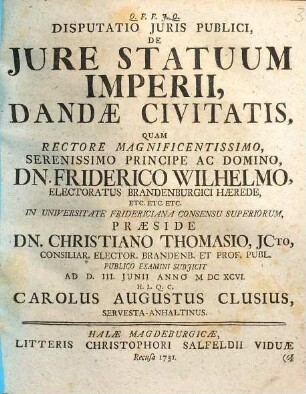 Q. F. F. F. Q.
DISPUTATIO JURIS PUBLICI,
DE
JURE STATUUM
IMPERII,
DANDÆ CIVITATIS,
QUAM
RECTORE MAGNIFICENTISSIMO,
SERENISSIMO PRINCIPE AC DOMINO,
DN. FRIDERICO WILHELMO,
ELECTORATUS BRANDENBURGICI HÆREDE,
ETC. ETC. ETC.
IN UNIVERSITATE FRIDERICIANA CONSENSU SUPERIORUM,
PRÆSIDE
DN. CHRISTIANO THOMASIO, JCTO,
CONSILIAR. ELECTOR. BRANDENB. ET PROF. PUBL.
PUBLICO EXAMINI SUBJICIT
AD D. III. JUNII ANNO MDCXCVI.
H. L. Q. C.
CAROLUS AUGUSTUS CLUSIUS,
SERVESTA-ANHALTINUS.
HALÆ MAGDEBURGICÆ,
LITTERIS CHRISTOPHORI SALFELDII VIDUÆ
Recusa 1731.